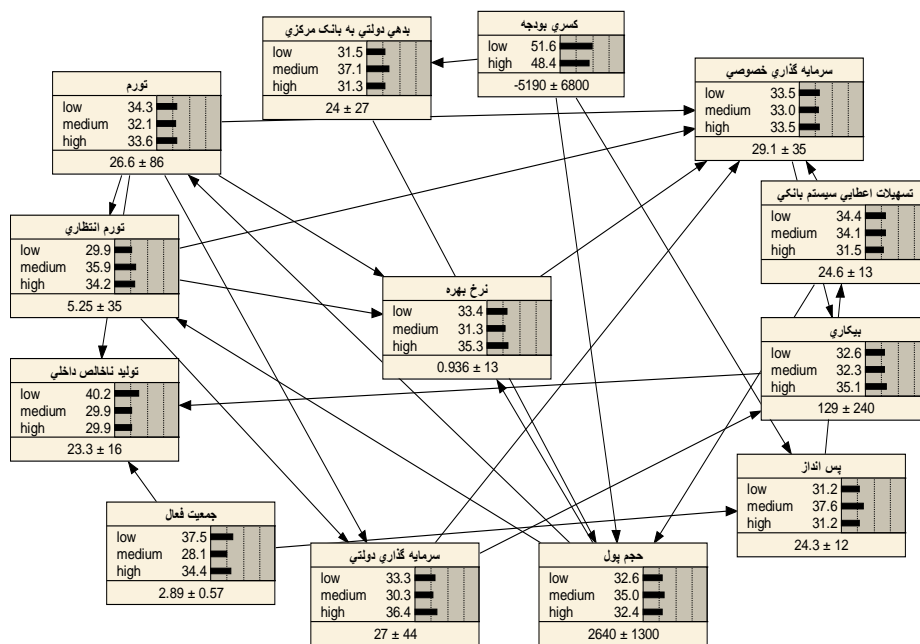 بدهي دولتي به بانک مرکزي
low 31.5
medium 37.1
high 31.3
24 ± 27
کسري بودجه
low 51.6
high 48.4
-5190 ± 6800
سرمايه گذاري خصوصي
low 33.5
medium 33.0
high 33.5
29.1 ± 35
تورم
low 34.3
medium 32.1
high 33.6
26.6 ± 86
تسهيلات اعطايي سيستم بانکي
low 34.4
medium 34.1
high 31.5
24.6 ± 13
تورم انتظاري
low 29.9
medium 35.9
high 34.2
5.25 ± 35
نرخ بهره
low 33.4
medium 31.3
high 35.3
0.936 ± 13
بيکاري
low 32.6
medium 32.3
high 35.1
129 ± 240
توليد ناخالص داخلي
low 40.2
medium 29.9
high 29.9
23.3 ± 16
پس انداز
low 31.2
medium 37.6
high 31.2
24.3 ± 12
جمعيت فعال
low 37.5
medium 28.1
high 34.4
2.89 ± 0.57
سرمايه گذاري دولتي
low 33.3
medium 30.3
high 36.4
27 ± 44
حجم پول
low 32.6
medium 35.0
high 32.4
2640 ± 1300